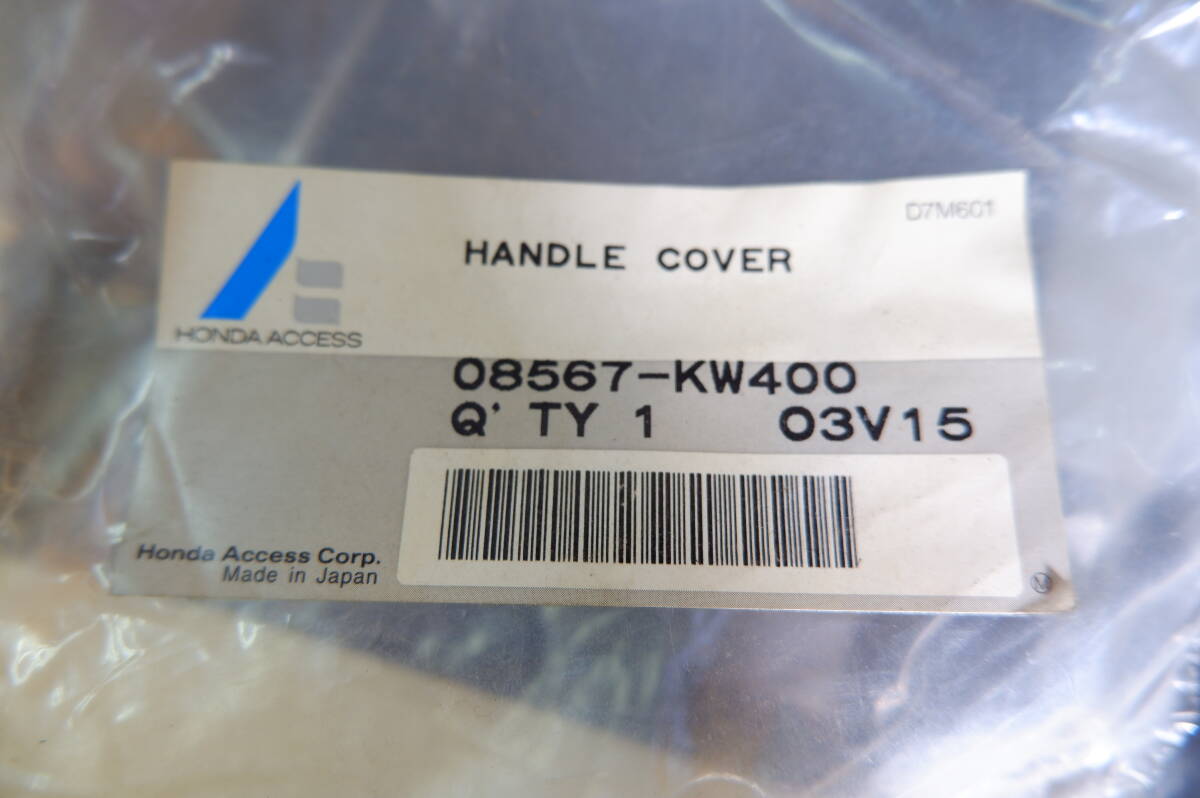 D7M601
HANDLE COVER
HONDA ACCESS
08567-KW400
Q'TY 1 03V15
Honda Access Corp.
Made in Japan